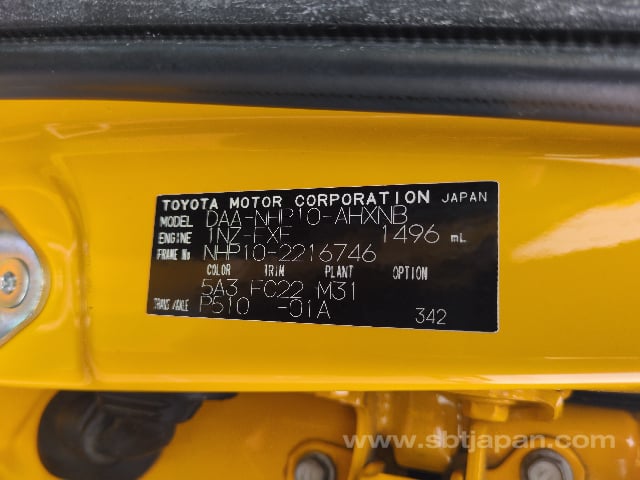 TOYOTA MOTOR CORPORATION JAPAN
MODEL DAA-NHP10-AHXNB
ENGINE 1NZ-FXE 1496 mL
FRAME No NHP10-2216746
COLOR TRIM PLANT OPTION
5A3 FC22 M31
TRANS/AXLE P510 -01A 342
www.sbtjapan.com